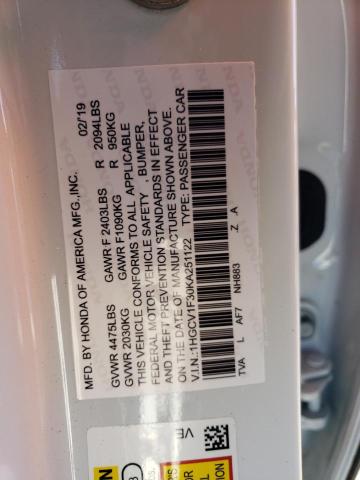 MFD. BY HONDA OF AMERICA MFG.,INC. 02/19
GVWR 4475LBS GAWR F 2403LBS R 2094LBS
GVWR 2030KG GAWR F1090KG R 950KG
THIS VEHICLE CONFORMS TO ALL APPLICABLE
FEDERAL MOTOR VEHICLE SAFETY , BUMPER,
AND THEFT PREVENTION STANDARDS IN EFFECT
ON THE DATE OF MANUFACTURE SHOWN ABOVE.
V.I.N.:1HGCV1F30KA251122 TYPE: PASSENGER CAR
TVA L AF7 NH883 Z A
VE